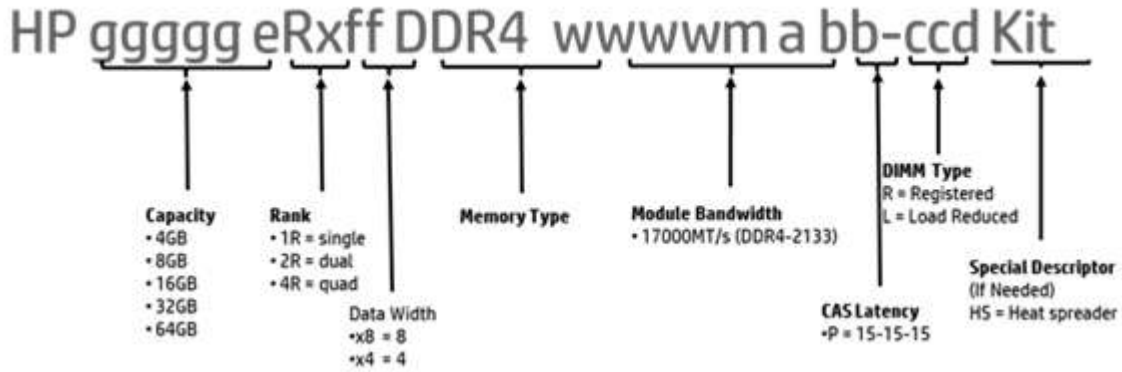 HP ggggg eRxff DDR4 wwwwm a bb-ccd Kit
Capacity
• 4GB
• 8GB
• 16GB
• 32GB
• 64GB
Rank
• 1R = single
• 2R = dual
• 4R = quad
Data Width
•x8 = 8
•x4 = 4
Memory Type
Module Bandwidth
• 17000MT/s (DDR4-2133)
CAS Latency
•P = 15-15-15
DIMM Type
R = Registered
L = Load Reduced
Special Descriptor
(If Needed)
HS = Heat spreader